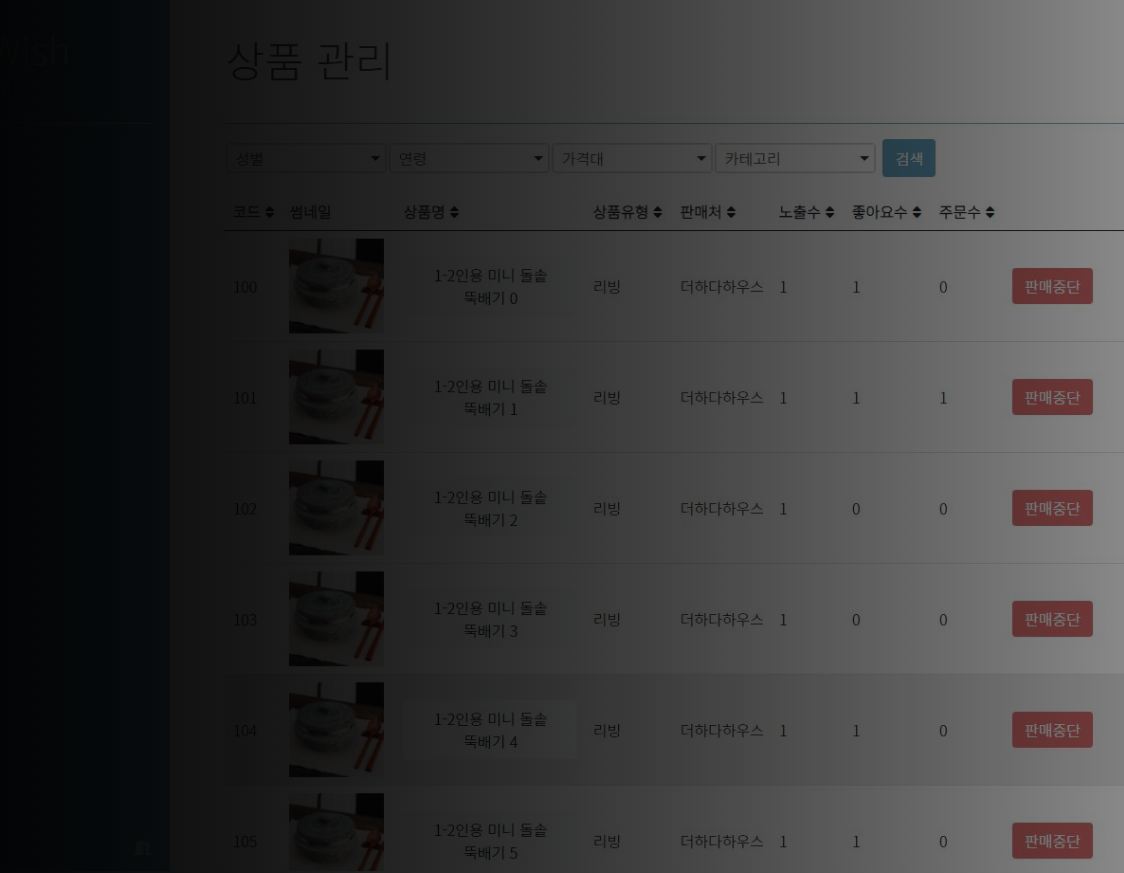 Wish
상품 관리
성별 연령 가격대 카테고리 검색
코드 썸네일 상품명 상품유형 판매처 노출수 좋아요수 주문수
100 1-2인용 미니 돌솥
뚝배기 0 리빙 더하다하우스 1 1 0 판매중단
101 1-2인용 미니 돌솥
뚝배기 1 리빙 더하다하우스 1 1 1 판매중단
102 1-2인용 미니 돌솥
뚝배기 2 리빙 더하다하우스 1 0 0 판매중단
103 1-2인용 미니 돌솥
뚝배기 3 리빙 더하다하우스 1 0 0 판매중단
104 1-2인용 미니 돌솥
뚝배기 4 리빙 더하다하우스 1 1 0 판매중단
105 1-2인용 미니 돌솥
뚝배기 5 리빙 더하다하우스 1 1 0 판매중단